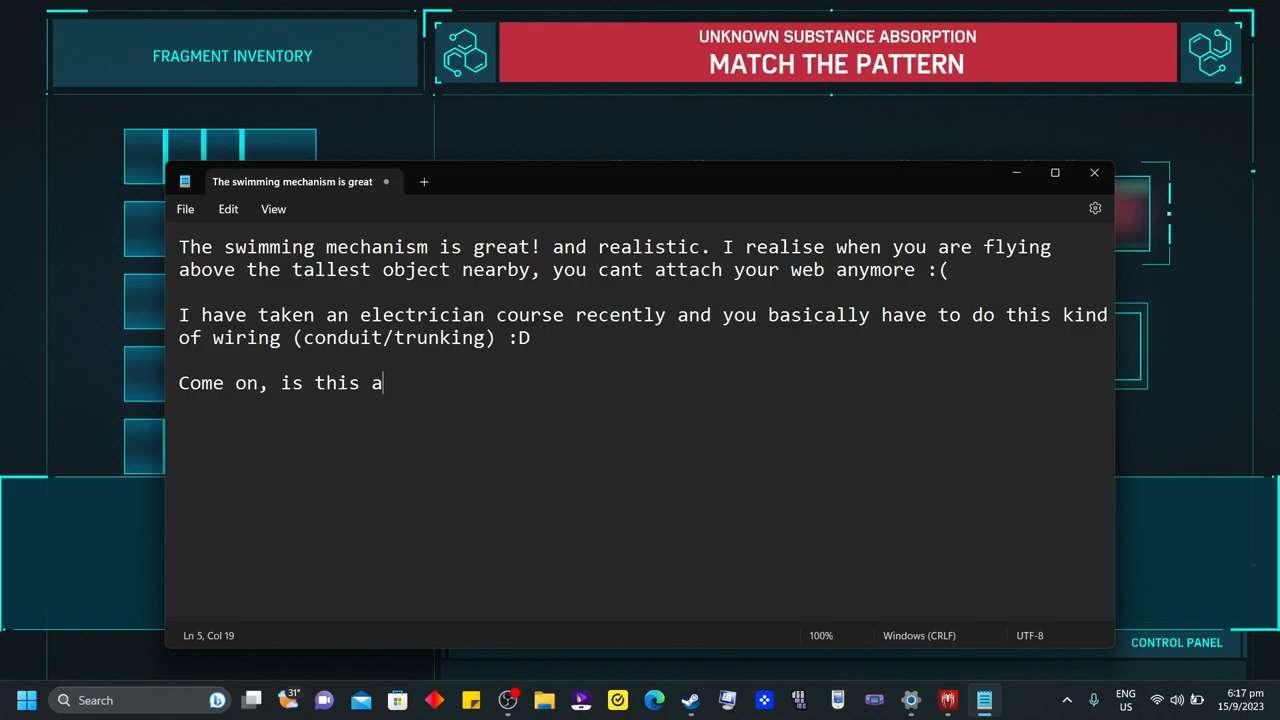 FRAGMENT INVENTORY
UNKNOWN SUBSTANCE ABSORPTION
MATCH THE PATTERN
The swimming mechanism is great
File Edit View
The swimming mechanism is great! and realistic. I realise when you are flying
above the tallest object nearby, you cant attach your web anymore :(
I have taken an electrician course recently and you basically have to do this kind
of wiring (conduit/trunking) :D
Come on, is this a
Ln 5, Col 19
100%
Windows (CRLF)
UTF-8
CONTROL PANEL
Search
31°
ENG
US
6:17 pm
15/9/2023